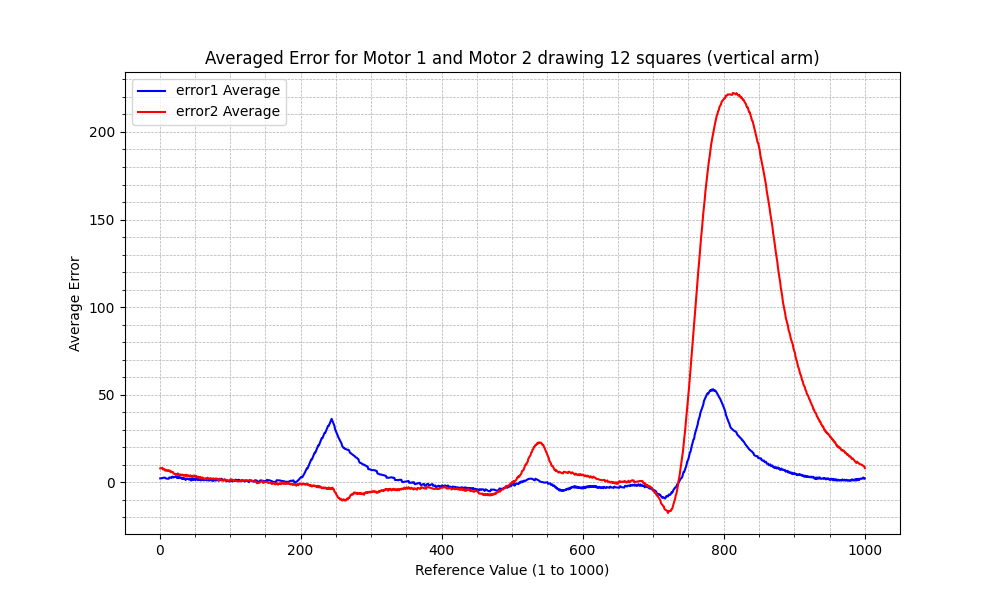 Averaged Error for Motor 1 and Motor 2 drawing 12 squares (vertical arm)
error1 Average
error2 Average
200
150
100
50
0
Average Error
0 200 400 600 800 1000
Reference Value (1 to 1000)